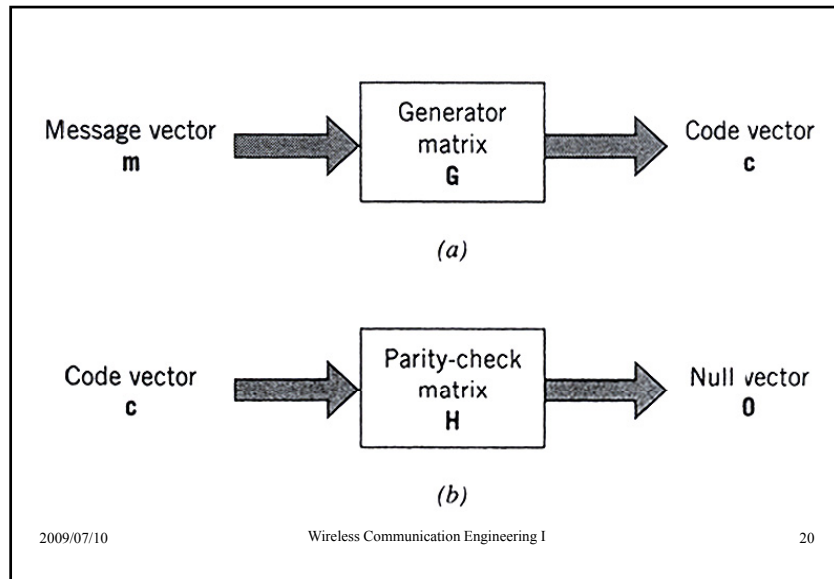 Message vector
m
Generator
matrix
G
Code vector
c
(a)
Code vector
c
Parity-check
matrix
H
Null vector
0
(b)
2009/07/10
Wireless Communication Engineering I
20